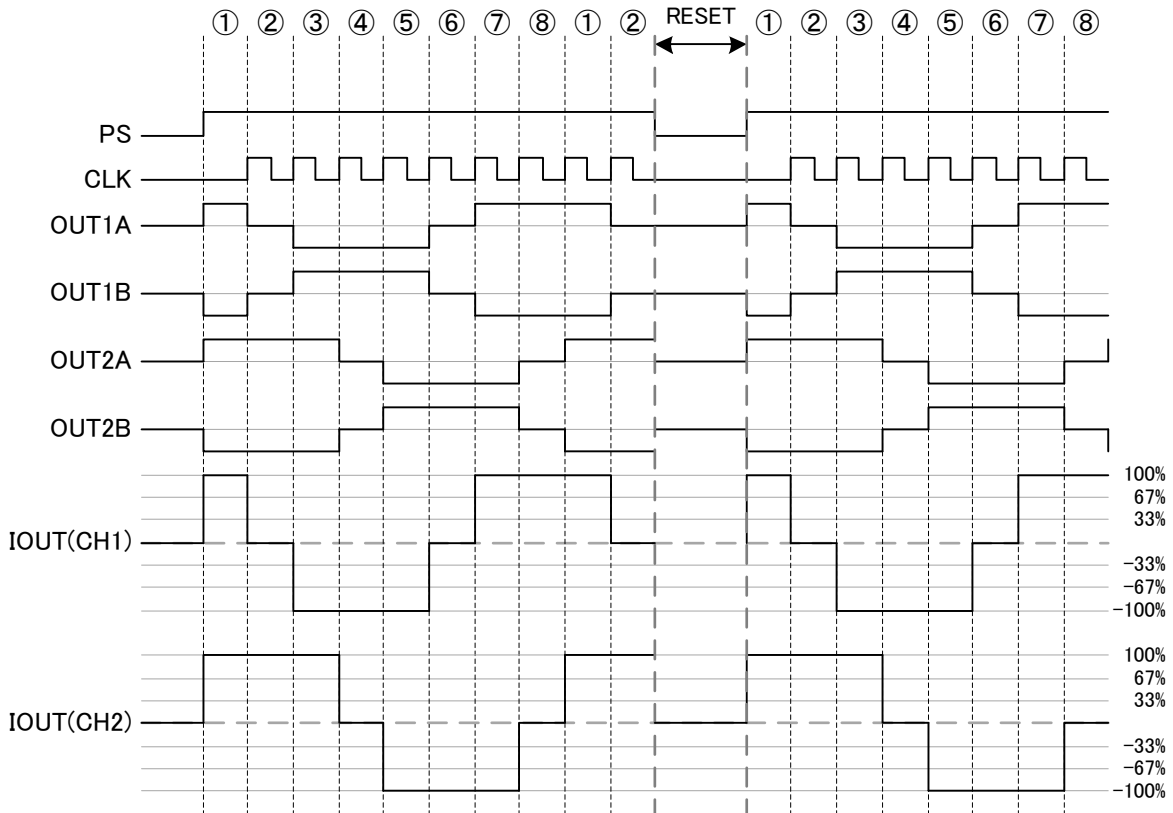 ① ② ③ ④ ⑤ ⑥ ⑦ ⑧ ① ② RESET ① ② ③ ④ ⑤ ⑥ ⑦ ⑧
PS
CLK
OUT1A
OUT1B
OUT2A
OUT2B
IOUT(CH1)
100%
67%
33%
-33%
-67%
-100%
IOUT(CH2)
100%
67%
33%
-33%
-67%
-100%